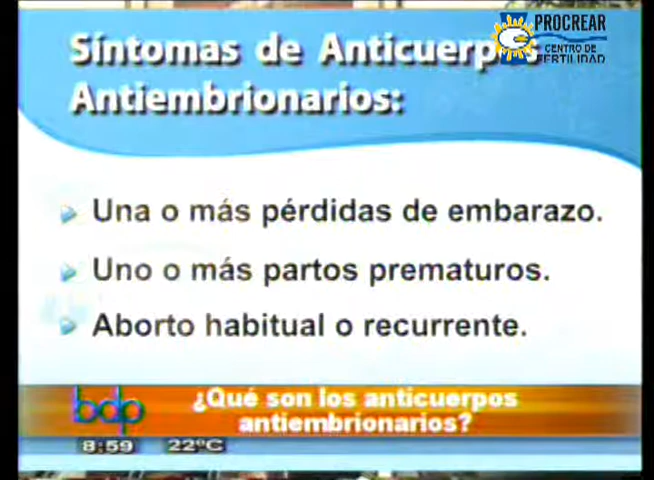 PROCREAR
CENTRO DE
FERTILIDAD
Síntomas de Anticuerpos
Antiembrionarios:
Una o más pérdidas de embarazo.
Uno o más partos prematuros.
Aborto habitual o recurrente.
bdp
¿Qué son los anticuerpos
antiembrionarios?
8:59 22ºC